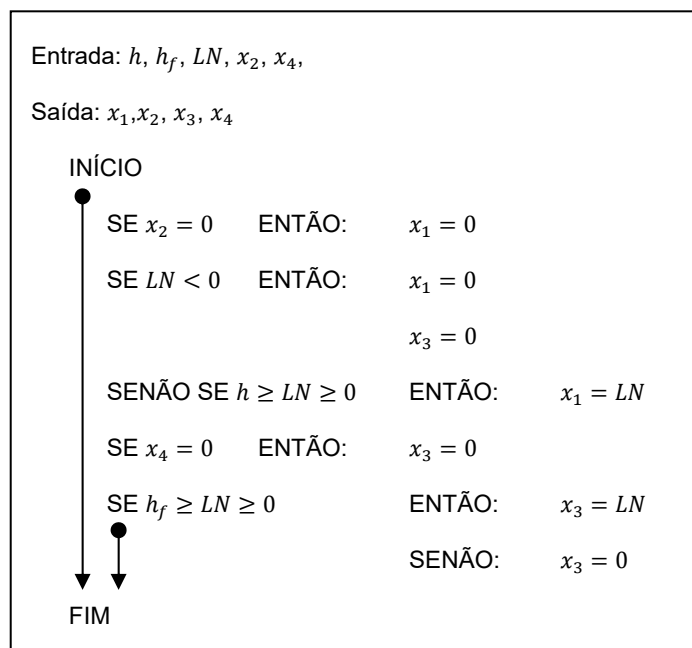 Entrada: h, h_f, LN, x_2, x_4,
Saída: x_1,x_2, x_3, x_4
INÍCIO
SE x_2 = 0 ENTÃO: x_1 = 0
SE LN < 0 ENTÃO: x_1 = 0
x_3 = 0
SENÃO SE h ≥ LN ≥ 0 ENTÃO: x_1 = LN
SE x_4 = 0 ENTÃO: x_3 = 0
SE h_f ≥ LN ≥ 0 ENTÃO: x_3 = LN
SENÃO: x_3 = 0
FIM